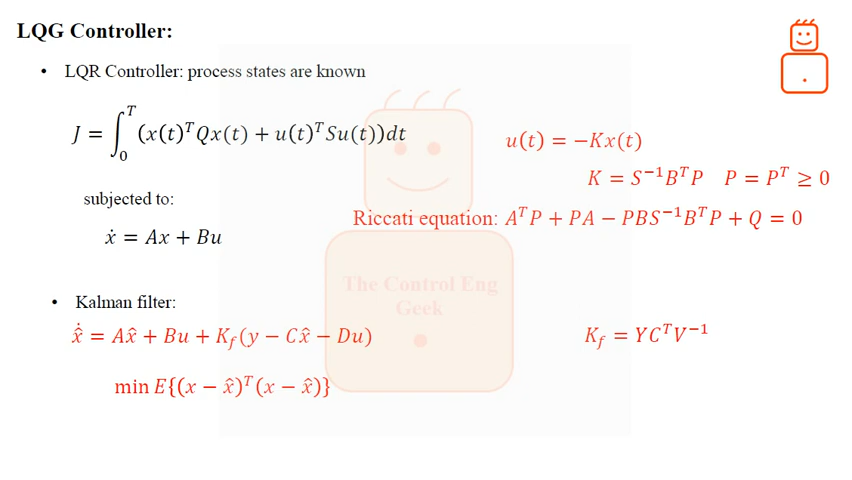 LQG Controller:
• LQR Controller: process states are known
J = ∫₀ᵀ (x(t)ᵀQx(t) + u(t)ᵀSu(t))dt
u(t) = −Kx(t)
K = S⁻¹BᵀP P = Pᵀ ≥ 0
subjected to:
Riccati equation: AᵀP + PA − PBS⁻¹BᵀP + Q = 0
ẋ = Ax + Bu
The Control Eng
Geek
• Kalman filter:
x̂̇ = Ax̂ + Bu + K_f(y − Cx̂ − Du)
K_f = YCᵀV⁻¹
min E{(x − x̂)ᵀ(x − x̂)}